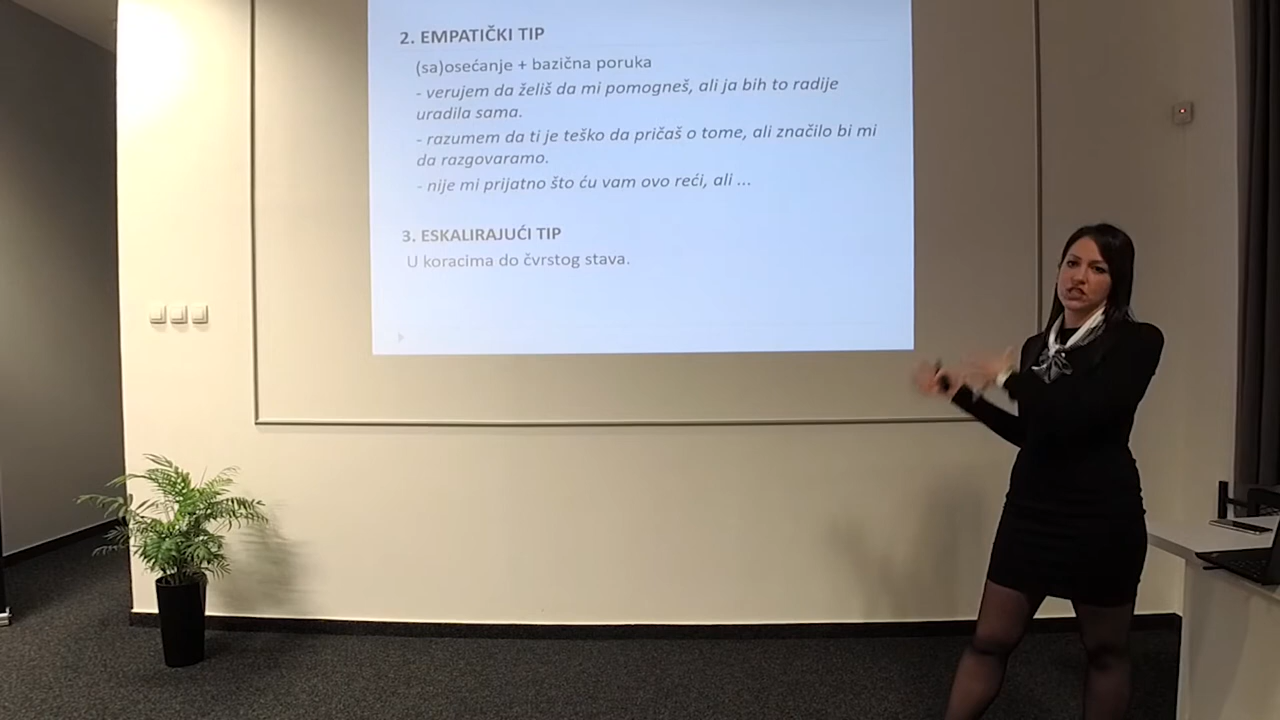 2. EMPATIČKI TIP
(sa)osećanje + bazična poruka
- verujem da želiš da mi pomogneš, ali ja bih to radije
uradila sama.
- razumem da ti je teško da pričaš o tome, ali značilo bi mi
da razgovaramo.
- nije mi prijatno što ću vam ovo reći, ali ...
3. ESKALIRAJUĆI TIP
U koracima do čvrstog stava.